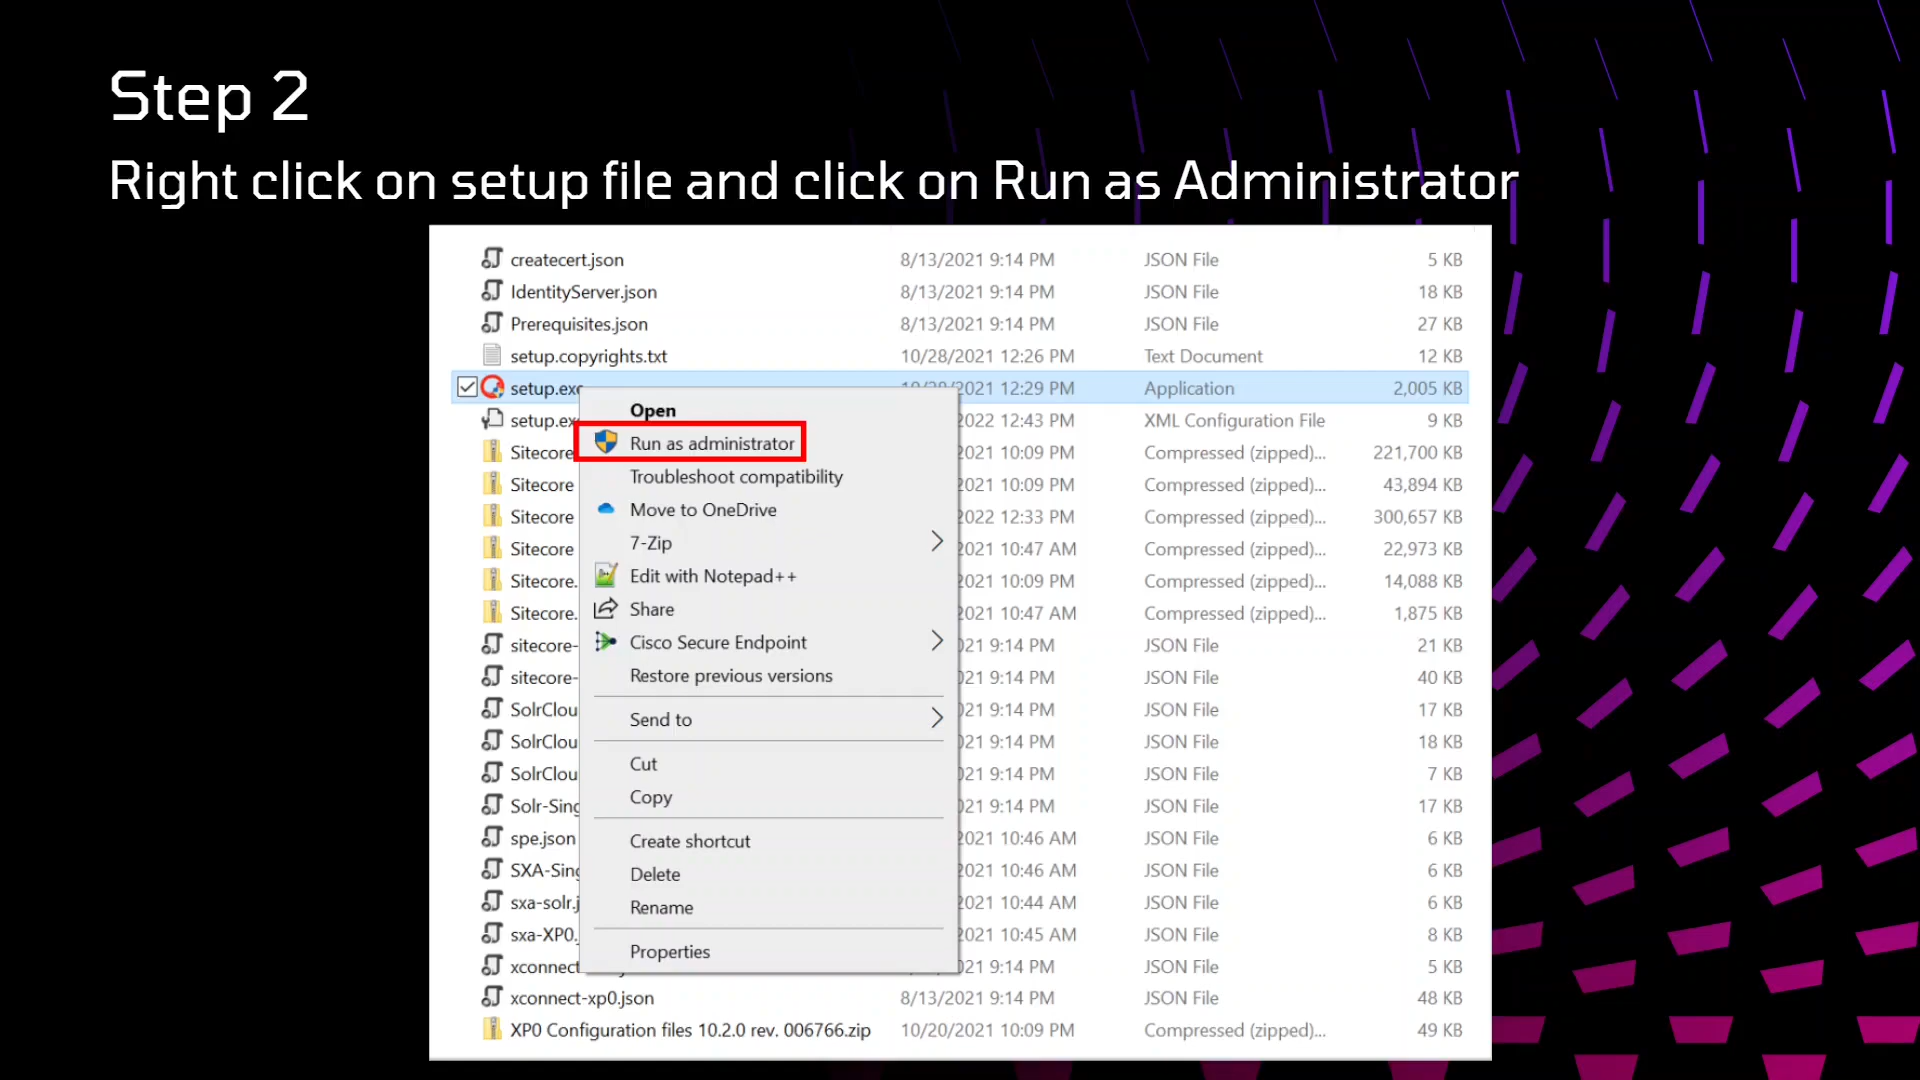 Step 2
Right click on setup file and click on Run as Administrator
createcert.json 8/13/2021 9:14 PM JSON File 5 KB
IdentityServer.json 8/13/2021 9:14 PM JSON File 18 KB
Prerequisites.json 8/13/2021 9:14 PM JSON File 27 KB
setup.copyrights.txt 10/28/2021 12:26 PM Text Document 12 KB
setup.exe 10/28/2021 12:29 PM Application 2,005 KB
setup.ex 2022 12:43 PM XML Configuration File 9 KB
Sitecore 2021 10:09 PM Compressed (zipped)... 221,700 KB
Sitecore 2021 10:09 PM Compressed (zipped)... 43,894 KB
Sitecore 2022 12:33 PM Compressed (zipped)... 300,657 KB
Sitecore 2021 10:47 AM Compressed (zipped)... 22,973 KB
Sitecore. 2021 10:09 PM Compressed (zipped)... 14,088 KB
Sitecore. 2021 10:47 AM Compressed (zipped)... 1,875 KB
sitecore- 021 9:14 PM JSON File 21 KB
sitecore- 021 9:14 PM JSON File 40 KB
SolrClou 021 9:14 PM JSON File 17 KB
SolrClou 021 9:14 PM JSON File 18 KB
SolrClou 021 9:14 PM JSON File 7 KB
Solr-Sing 021 9:14 PM JSON File 17 KB
spe.json 2021 10:46 AM JSON File 6 KB
SXA-Sing 2021 10:46 AM JSON File 6 KB
sxa-solr.j 2021 10:44 AM JSON File 6 KB
sxa-XP0. 2021 10:45 AM JSON File 8 KB
xconnect 021 9:14 PM JSON File 5 KB
xconnect-xp0.json 8/13/2021 9:14 PM JSON File 48 KB
XP0 Configuration files 10.2.0 rev. 006766.zip 10/20/2021 10:09 PM Compressed (zipped)... 49 KB
Open
Run as administrator
Troubleshoot compatibility
Move to OneDrive
7-Zip
Edit with Notepad++
Share
Cisco Secure Endpoint
Restore previous versions
Send to
Cut
Copy
Create shortcut
Delete
Rename
Properties